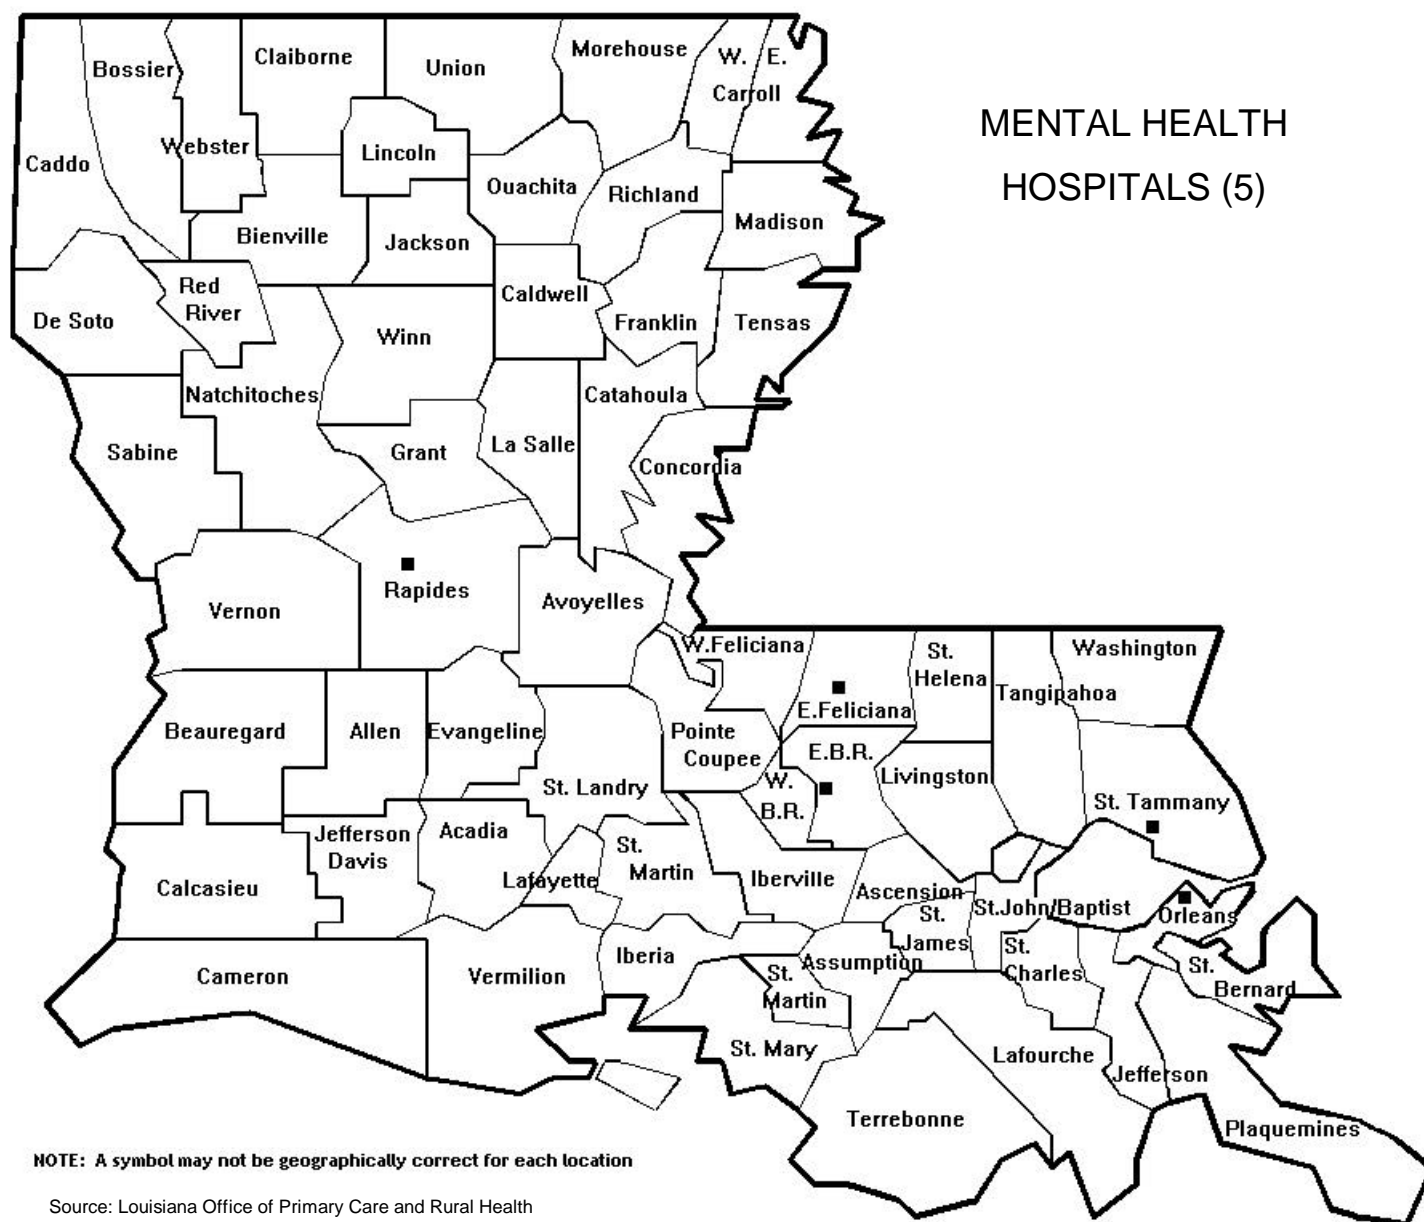 MENTAL HEALTH
HOSPITALS (5)
Morehouse
W. E.
Carroll
Claiborne
Union
Bossier
Webster
Lincoln
Caddo
Ouachita
Richland
Madison
Bienville
Jackson
Red
River
Caldwell
De Soto
Winn
Franklin
Tensas
Natchitoches
Catahoula
Sabine
Grant
La Salle
Concordia
Rapides
Vernon
Avoyelles
W.Feliciana
St.
Helena
Washington
Tangipahoa
E.Feliciana
Beauregard
Allen
Evangeline
Pointe
Coupee
E.B.R.
W.
B.R.
Livingston
St. Landry
St. Tammany
Jefferson
Davis
Acadia
St.
Martin
Lafayette
Iberville
Calcasieu
Ascension
St.
James
St.John/Baptist
Orleans
Cameron
Vermilion
Iberia
Assumption
St.
Martin
St.
Charles
St.
Bernard
St. Mary
Lafourche
Jefferson
Terrebonne
Plaquemines
NOTE: A symbol may not be geographically correct for each location
Source: Louisiana Office of Primary Care and Rural Health